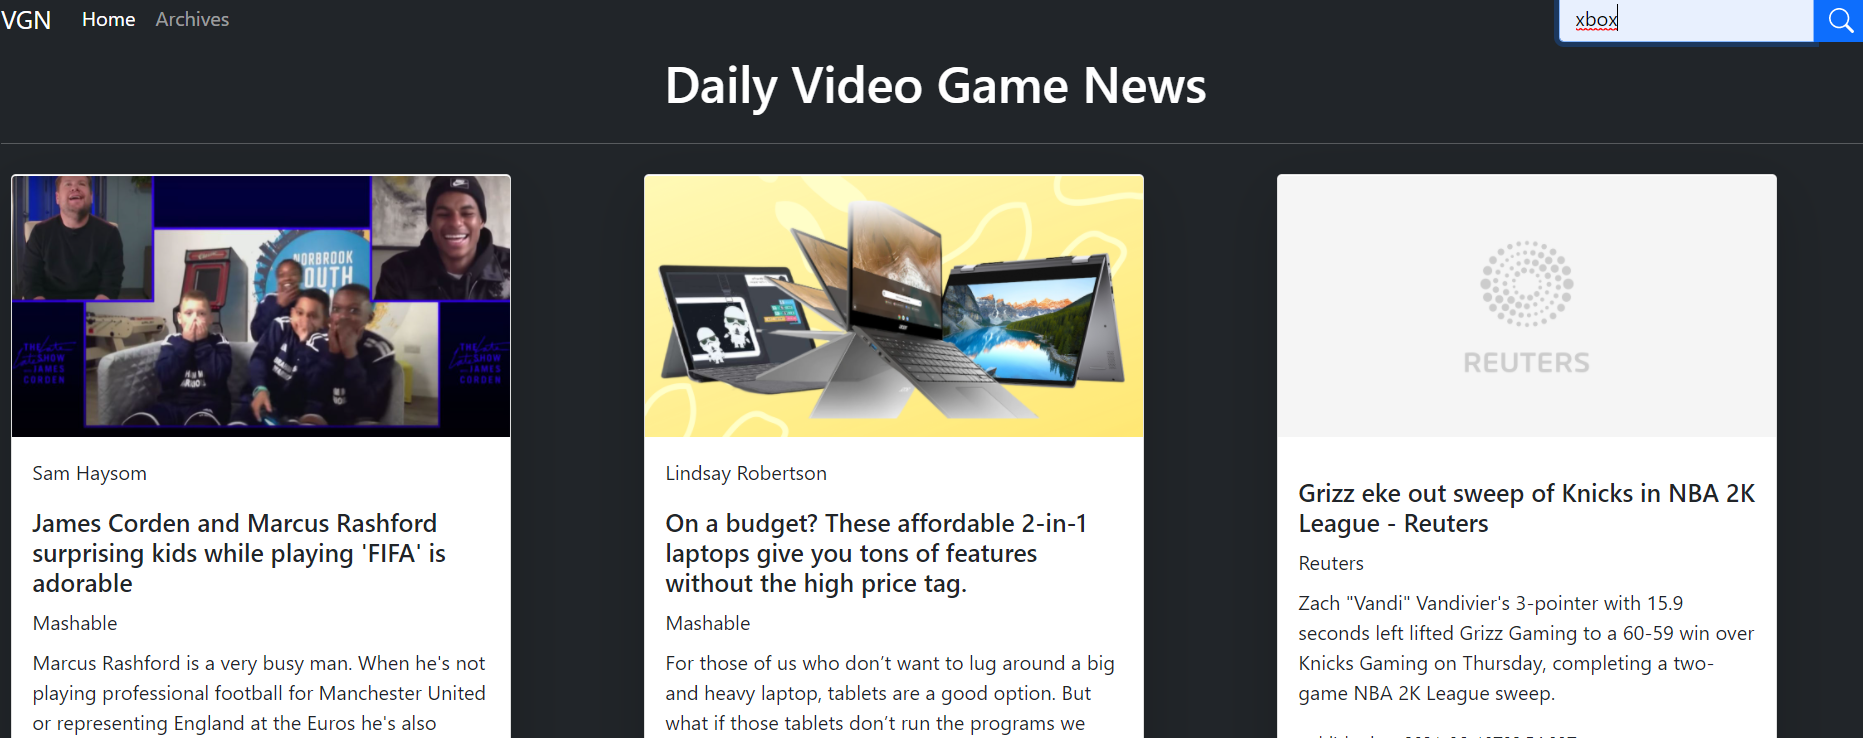 VGN Home Archives xbox
Daily Video Game News
THE Late
SHOW
JAMES
CORDEN
NORBROOK
YOUTH
THE Late
SHOW
JAMES
CORDEN
REUTERS
Sam Haysom
James Corden and Marcus Rashford
surprising kids while playing 'FIFA' is
adorable
Mashable
Marcus Rashford is a very busy man. When he's not
playing professional football for Manchester United
or representing England at the Euros he's also
Lindsay Robertson
On a budget? These affordable 2-in-1
laptops give you tons of features
without the high price tag.
Mashable
For those of us who don’t want to lug around a big
and heavy laptop, tablets are a good option. But
what if those tablets don’t run the programs we
Grizz eke out sweep of Knicks in NBA 2K
League - Reuters
Reuters
Zach "Vandi" Vandivier's 3-pointer with 15.9
seconds left lifted Grizz Gaming to a 60-59 win over
Knicks Gaming on Thursday, completing a two-
game NBA 2K League sweep.